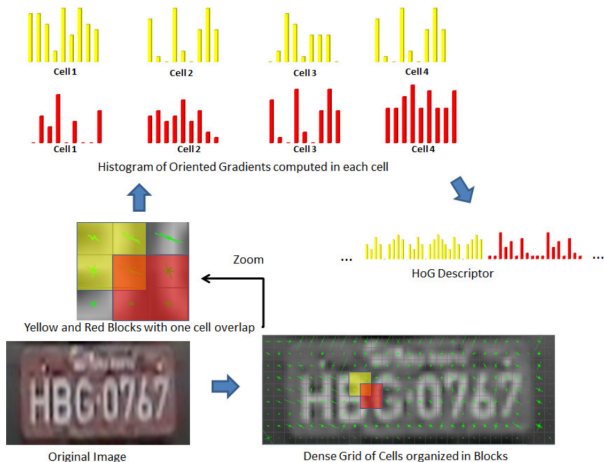 Cell 1 Cell 2 Cell 3 Cell 4
Cell 1 Cell 2 Cell 3 Cell 4
Histogram of Oriented Gradients computed in each cell
Zoom
...
...
HoG Descriptor
Yellow and Red Blocks with one cell overlap
HBG·0767
HBG·0767
Original Image
Dense Grid of Cells organized in Blocks